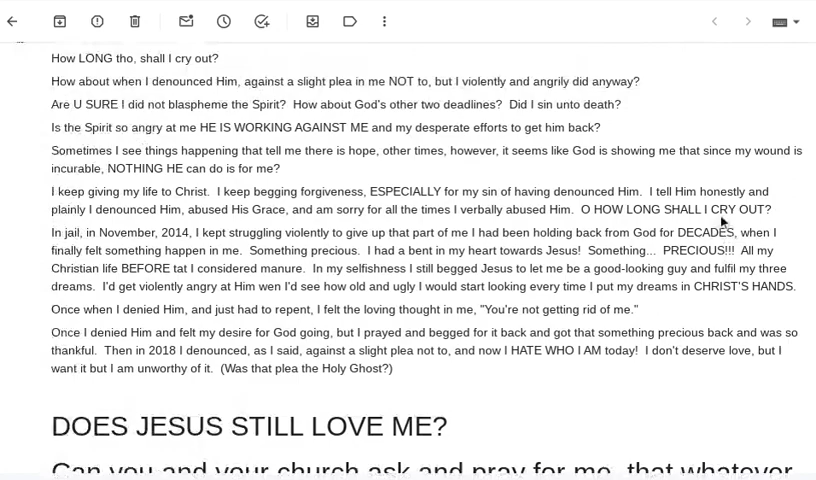 How LONG tho, shall I cry out?
How about when I denounced Him, against a slight plea in me NOT to, but I violently and angrily did anyway?
Are U SURE I did not blaspheme the Spirit?  How about God's other two deadlines?  Did I sin unto death?
Is the Spirit so angry at me HE IS WORKING AGAINST ME and my desperate efforts to get him back?
Sometimes I see things happening that tell me there is hope, other times, however, it seems like God is showing me that since my wound is
incurable, NOTHING HE can do is for me?
I keep giving my life to Christ.  I keep begging forgiveness, ESPECIALLY for my sin of having denounced Him.  I tell Him honestly and
plainly I denounced Him, abused His Grace, and am sorry for all the times I verbally abused Him.  O HOW LONG SHALL I CRY OUT?
In jail, in November, 2014, I kept struggling violently to give up that part of me I had been holding back from God for DECADES, when I
finally felt something happen in me.  Something precious.  I had a bent in my heart towards Jesus!  Something...  PRECIOUS!!!  All my
Christian life BEFORE tat I considered manure.  In my selfishness I still begged Jesus to let me be a good-looking guy and fulfil my three
dreams.  I'd get violently angry at Him wen I'd see how old and ugly I would start looking every time I put my dreams in CHRIST'S HANDS.
Once when I denied Him, and just had to repent, I felt the loving thought in me, "You're not getting rid of me."
Once I denied Him and felt my desire for God going, but I prayed and begged for it back and got that something precious back and was so
thankful.  Then in 2018 I denounced, as I said, against a slight plea not to, and now I HATE WHO I AM today!  I don't deserve love, but I
want it but I am unworthy of it.  (Was that plea the Holy Ghost?)
DOES JESUS STILL LOVE ME?
Can you and your church ask and pray for me, that whatever